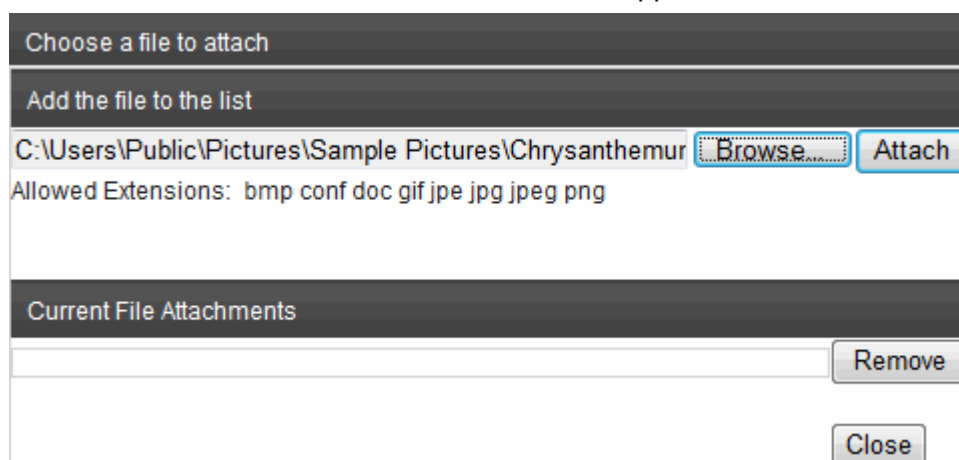 Choose a file to attach
Add the file to the list
C:\Users\Public\Pictures\Sample Pictures\Chrysanthemur Browse... Attach
Allowed Extensions: bmp conf doc gif jpe jpg jpeg png
Current File Attachments
Remove
Close